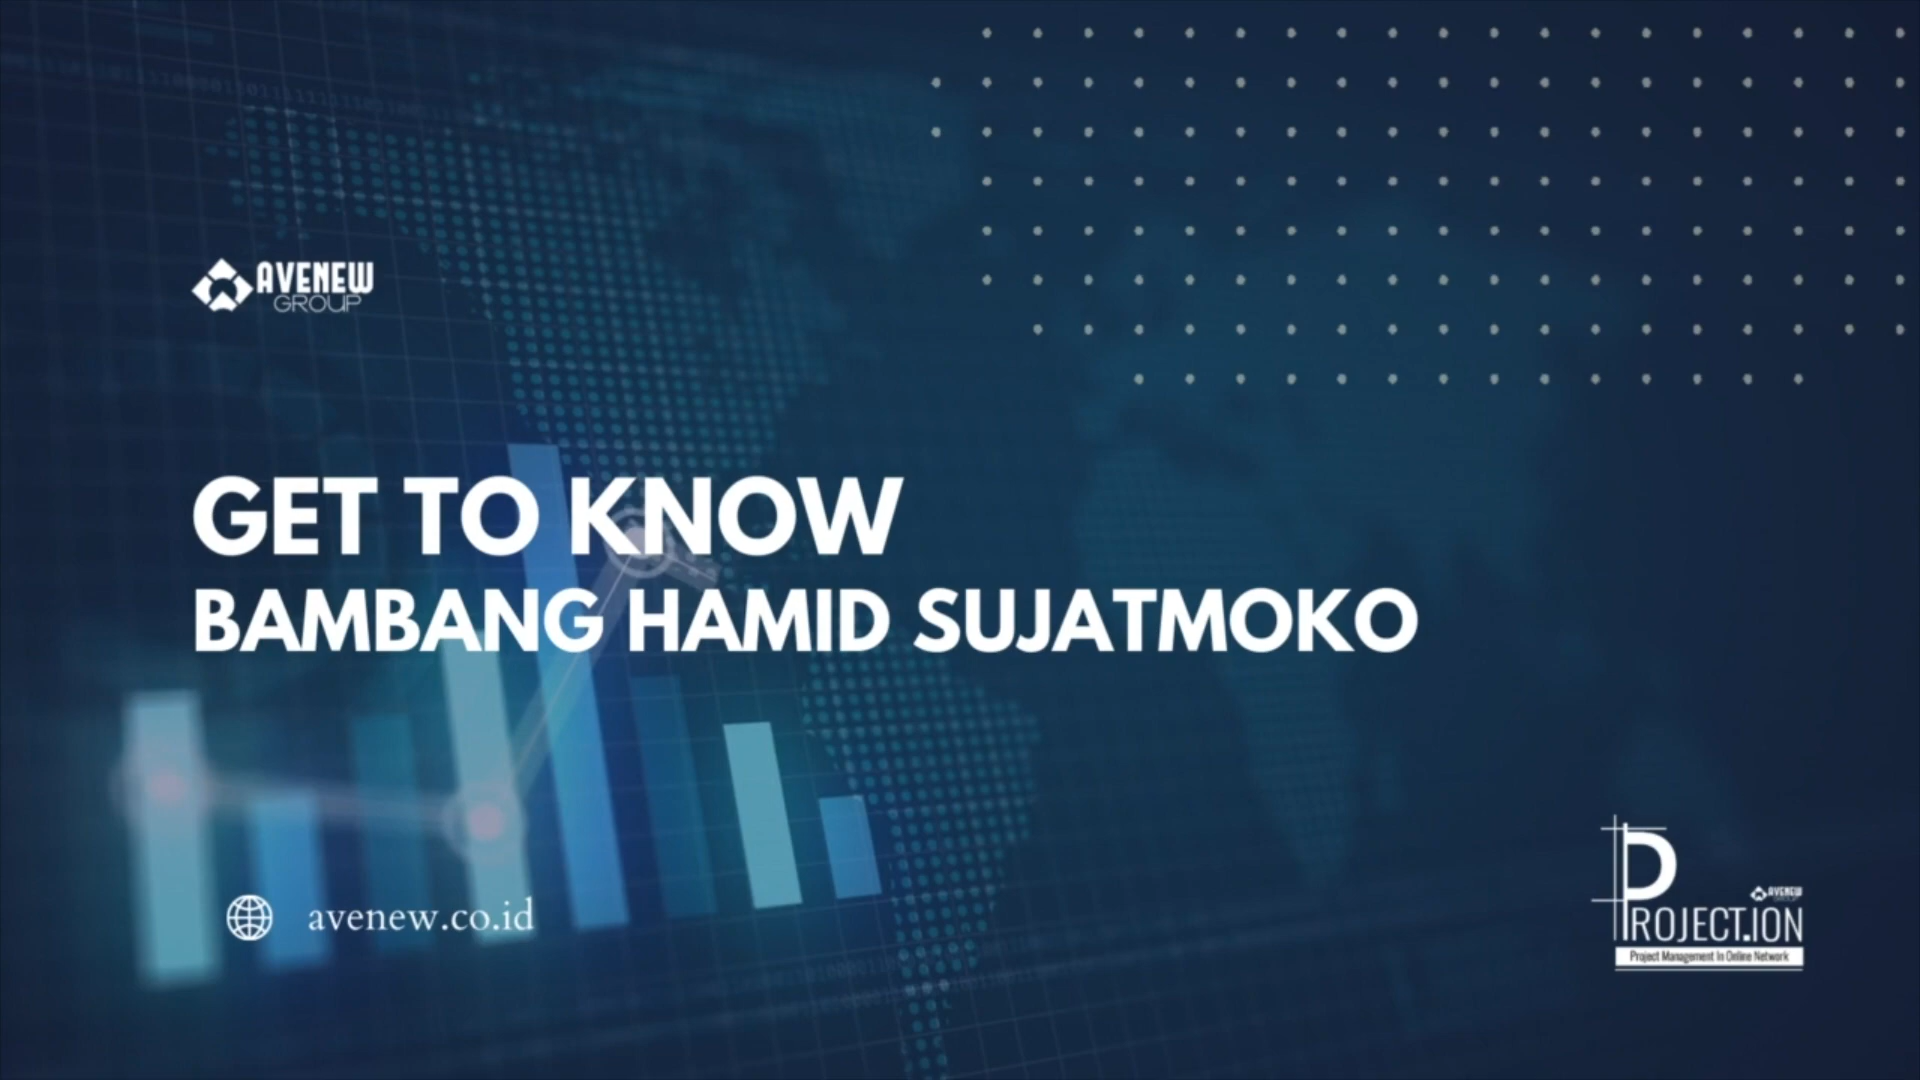 AVENEW
GROUP
GET TO KNOW
BAMBANG HAMID SUJATMOKO
avenew.co.id
AVENEW
PROJECT.ION
Project Management In Online Network